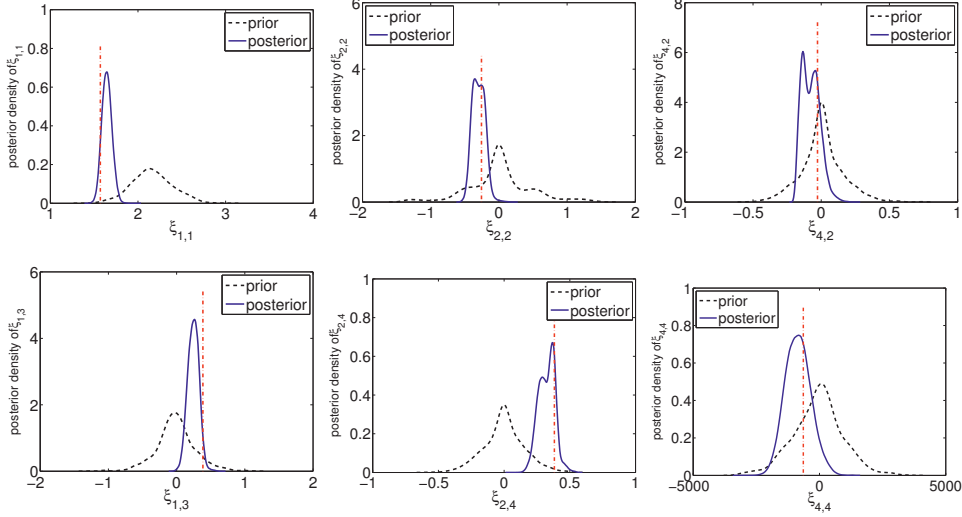 prior
posterior
posterior density of ξ1,1
1
0.8
0.6
0.4
0.2
0
1 2 3 4
ξ1,1
prior
posterior
posterior density of ξ2,2
6
4
2
0
−2 −1 0 1 2
ξ2,2
prior
posterior
posterior density of ξ4,2
8
6
4
2
0
−1 −0.5 0 0.5 1
ξ4,2
prior
posterior
posterior density of ξ1,3
6
4
2
0
−2 −1 0 1 2
ξ1,3
prior
posterior
posterior density of ξ2,4
1
0.8
0.6
0.4
0.2
0
−1 −0.5 0 0.5 1
ξ2,4
prior
posterior
posterior density of ξ4,4
1
0.8
0.6
0.4
0.2
0
−5000 0 5000
ξ4,4